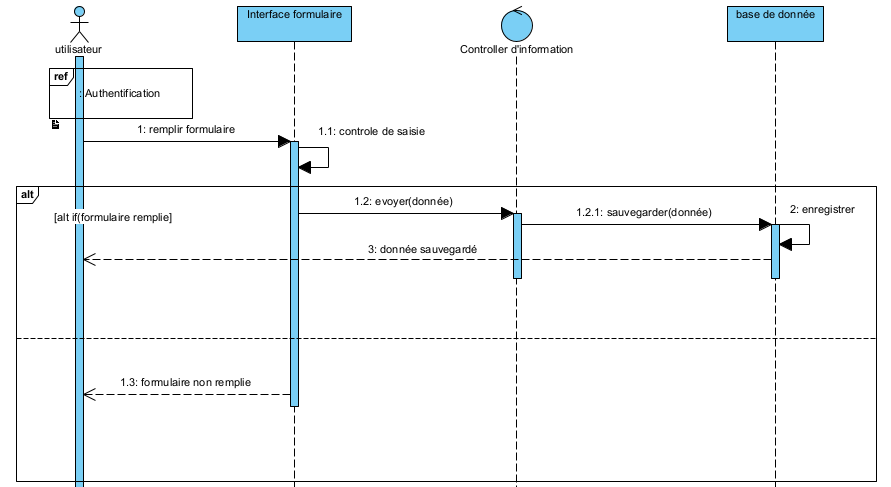 Interface formulaire
base de donnée
utilisateur
Controller d'information
ref
: Authentification
1: remplir formulaire
1.1: controle de saisie
alt
[alt if(formulaire remplie]
1.2: evoyer(donnée)
1.2.1: sauvegarder(donnée)
2: enregistrer
3: donnée sauvegardé
1.3: formulaire non remplie